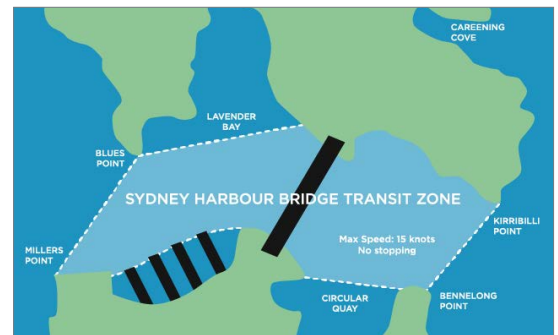 CAREENING
COVE
LAVENDER
BAY
BLUES
POINT
SYDNEY HARBOUR BRIDGE TRANSIT ZONE
KIRRIBILLI
POINT
Max Speed: 15 knots
No stopping
MILLERS
POINT
CIRCULAR
QUAY
BENNELONG
POINT